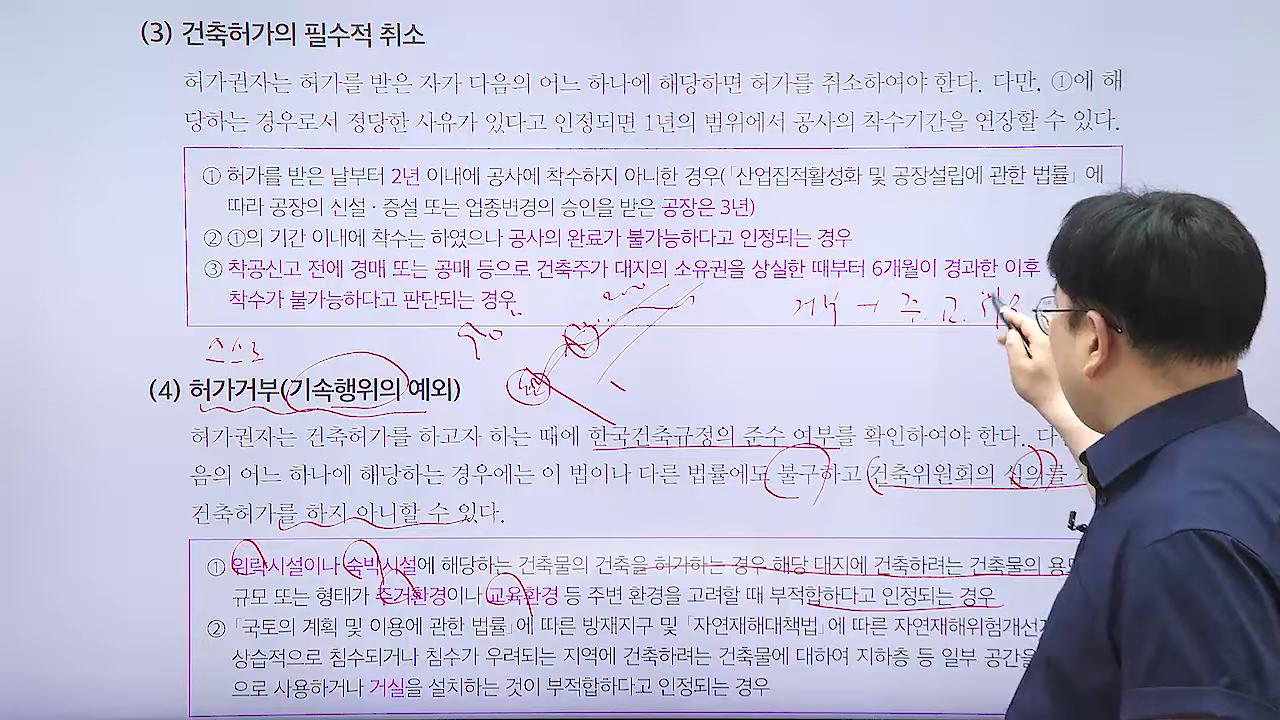 (3) 건축허가의 필수적 취소
허가권자는 허가를 받은 자가 다음의 어느 하나에 해당하면 허가를 취소하여야 한다. 다만, ①에 해
당하는 경우로서 정당한 사유가 있다고 인정되면 1년의 범위에서 공사의 착수기간을 연장할 수 있다.
① 허가를 받은 날부터 2년 이내에 공사에 착수하지 아니한 경우(「산업집적활성화 및 공장설립에 관한 법률」에
따라 공장의 신설·증설 또는 업종변경의 승인을 받은 공장은 3년)
② ①의 기간 이내에 착수는 하였으나 공사의 완료가 불가능하다고 인정되는 경우
③ 착공신고 전에 경매 또는 공매 등으로 건축주가 대지의 소유권을 상실한 때부터 6개월이 경과한 이후
착수가 불가능하다고 판단되는 경우
(4) 허가거부(기속행위의 예외)
허가권자는 건축허가를 하고자 하는 때에 한국건축규정의 준수 여부를 확인하여야 한다.
음의 어느 하나에 해당하는 경우에는 이 법이나 다른 법률에도 불구하고 건축위원회의 심의를
건축허가를 하지 아니할 수 있다.
① 위락시설이나 숙박시설에 해당하는 건축물의 건축을 허가하는 경우 해당 대지에 건축하려는 건축물의
규모 또는 형태가 주거환경이나 교육환경 등 주변 환경을 고려할 때 부적합하다고 인정되는 경우
② 「국토의 계획 및 이용에 관한 법률」에 따른 방재지구 및 「자연재해대책법」에 따른
상습적으로 침수되거나 침수가 우려되는 지역에 건축하려는 건축물에 대하여 지하층 등 일부 공간을
으로 사용하거나 거실을 설치하는 것이 부적합하다고 인정되는 경우